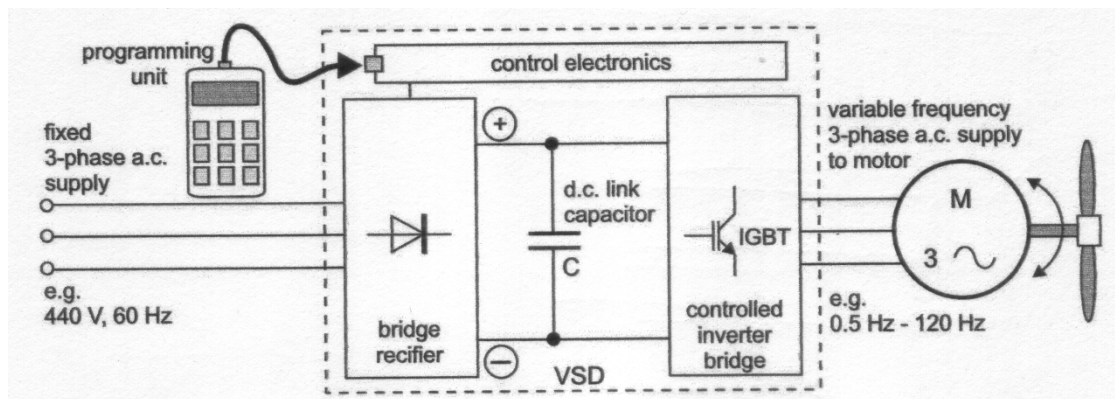 programming
unit
control electronics
fixed
3-phase a.c.
supply
+
d.c. link
capacitor
C
IGBT
variable frequency
3-phase a.c. supply
to motor
M
3
e.g.
440 V, 60 Hz
bridge
recifier
−
VSD
controlled
inverter
bridge
e.g.
0.5 Hz - 120 Hz